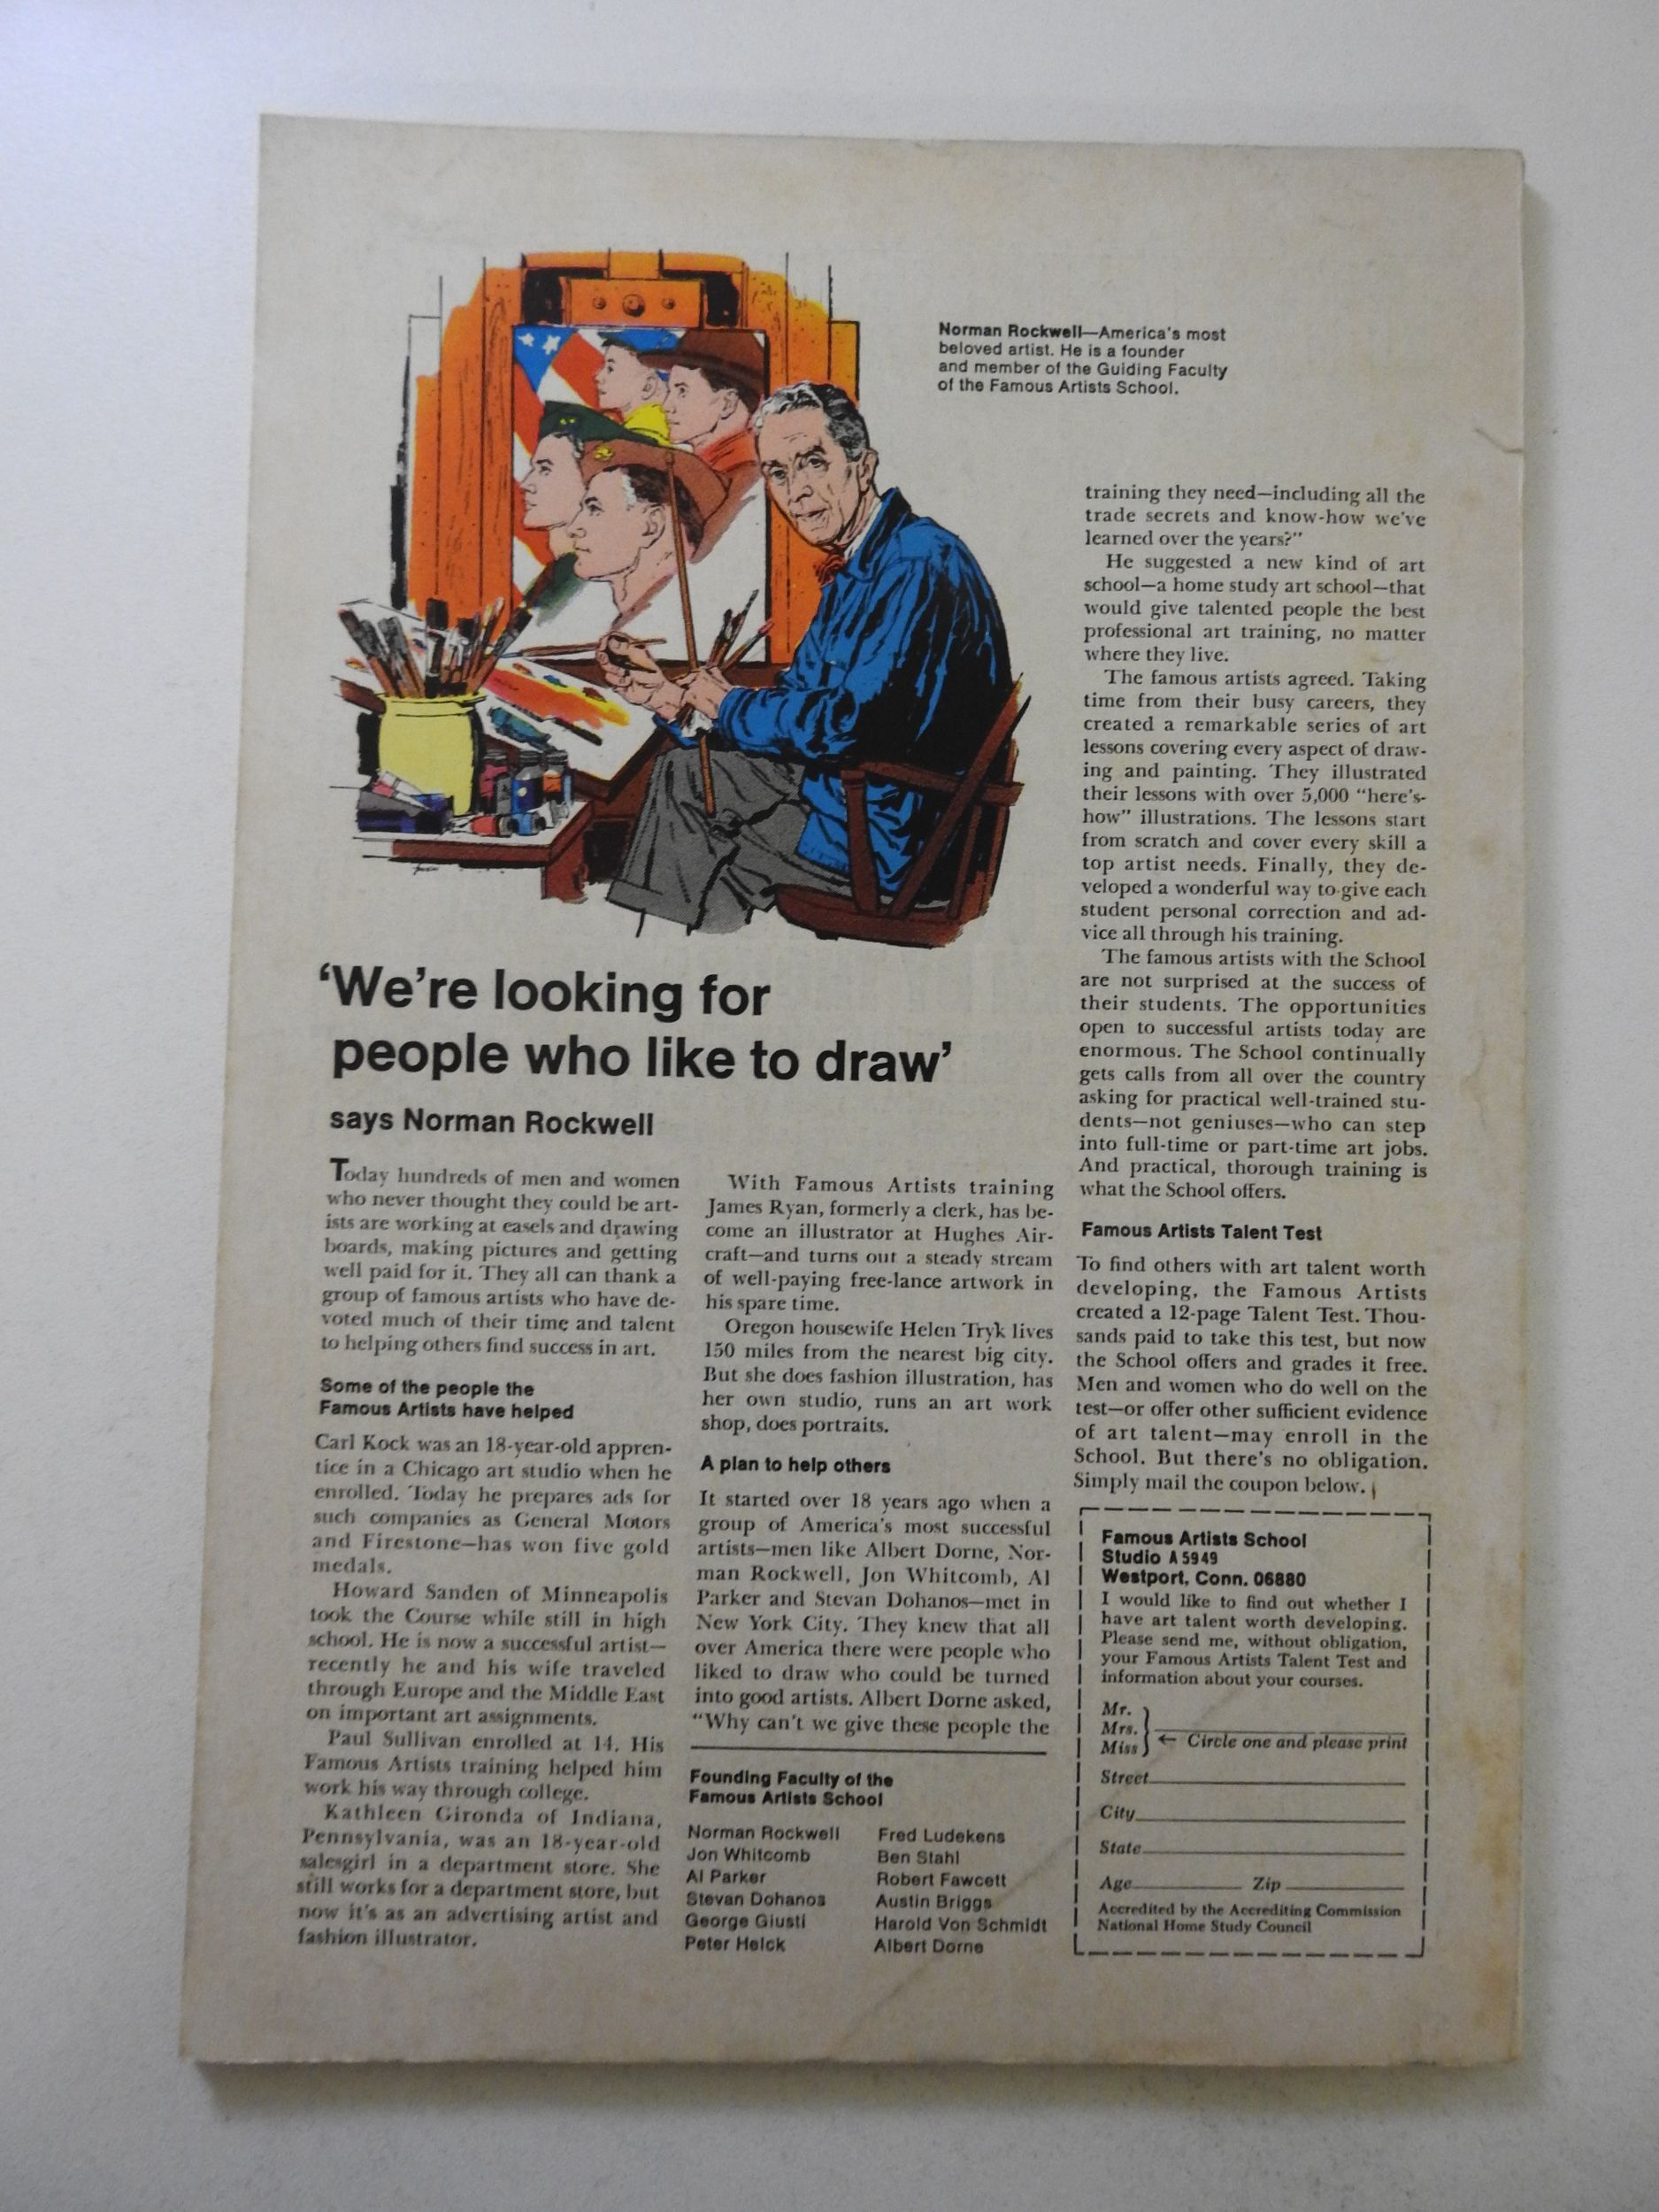 Norman Rockwell—America's most
beloved artist. He is a founder
and member of the Guiding Faculty
of the Famous Artists School.
'We're looking for
people who like to draw'
says Norman Rockwell
Today hundreds of men and women
who never thought they could be art-
ists are working at easels and drawing
boards, making pictures and getting
well paid for it. They all can thank a
group of famous artists who have de-
voted much of their time and talent
to helping others find success in art.
Some of the people the
Famous Artists have helped
Carl Kock was an 18-year-old appren-
tice in a Chicago art studio when he
enrolled. Today he prepares ads for
such companies as General Motors
and Firestone—has won five gold
medals.
Howard Sanden of Minneapolis
took the Course while still in high
school. He is now a successful artist—
recently he and his wife traveled
through Europe and the Middle East
on important art assignments.
Paul Sullivan enrolled at 14. His
Famous Artists training helped him
work his way through college.
Kathleen Gironda of Indiana,
Pennsylvania, was an 18-year-old
salesgirl in a department store. She
still works for a department store, but
now it's as an advertising artist and
fashion illustrator.
With Famous Artists training
James Ryan, formerly a clerk, has be-
come an illustrator at Hughes Air-
craft—and turns out a steady stream
of well-paying free-lance artwork in
his spare time.
Oregon housewife Helen Tryk lives
150 miles from the nearest big city.
But she does fashion illustration, has
her own studio, runs an art work
shop, does portraits.
A plan to help others
It started over 18 years ago when a
group of America's most successful
artists—men like Albert Dorne, Nor-
man Rockwell, Jon Whitcomb, Al
Parker and Stevan Dohanos—met in
New York City. They knew that all
over America there were people who
liked to draw who could be turned
into good artists. Albert Dorne asked,
"Why can't we give these people the
training they need—including all the
trade secrets and know-how we've
learned over the years?"
He suggested a new kind of art
school—a home study art school—that
would give talented people the best
professional art training, no matter
where they live.
The famous artists agreed. Taking
time from their busy careers, they
created a remarkable series of art
lessons covering every aspect of draw-
ing and painting. They illustrated
their lessons with over 5,000 "here's-
how" illustrations. The lessons start
from scratch and cover every skill a
top artist needs. Finally, they de-
veloped a wonderful way to give each
student personal correction and ad-
vice all through his training.
The famous artists with the School
are not surprised at the success of
their students. The opportunities
open to successful artists today are
enormous. The School continually
gets calls from all over the country
asking for practical well-trained stu-
dents—not geniuses—who can step
into full-time or part-time art jobs.
And practical, thorough training is
what the School offers.
Famous Artists Talent Test
To find others with art talent worth
developing, the Famous Artists
created a 12-page Talent Test. Thou-
sands paid to take this test, but now
the School offers and grades it free.
Men and women who do well on the
test—or offer other sufficient evidence
of art talent—may enroll in the
School. But there's no obligation.
Simply mail the coupon below.
Founding Faculty of the
Famous Artists School
Norman Rockwell
Jon Whitcomb
Al Parker
Stevan Dohanos
George Giusti
Peter Helck
Fred Ludekens
Ben Stahl
Robert Fawcett
Austin Briggs
Harold Von Schmidt
Albert Dorne
Famous Artists School
Studio A 5949
Westport, Conn. 06880
I would like to find out whether I
have art talent worth developing.
Please send me, without obligation,
your Famous Artists Talent Test and
information about your courses.
Mr.
Mrs.
Miss
← Circle one and please print
Street
City
State
Age Zip
Accredited by the Accrediting Commission
National Home Study Council